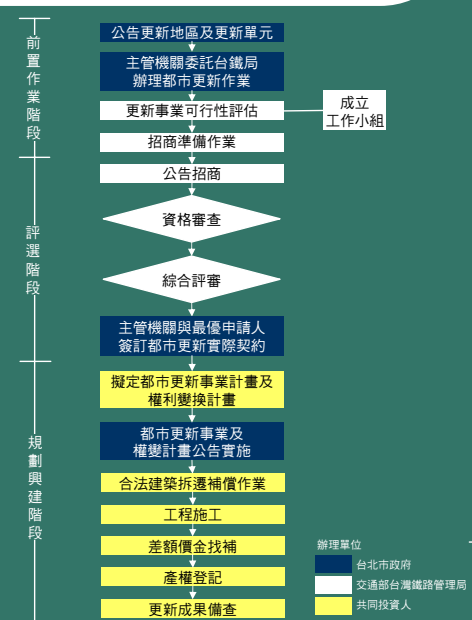 前置作業階段
公告更新地區及更新單元
主管機關委託台鐵局
辦理都市更新作業
更新事業可行性評估
成立
工作小組
招商準備作業
評選階段
公告招商
資格審查
綜合評審
主管機關與最優申請人
簽訂都市更新實際契約
規劃興建階段
擬定都市更新事業計畫及
權利變換計畫
都市更新事業及
權變計畫公告實施
合法建築拆遷補償作業
工程施工
差額價金找補
產權登記
更新成果備查
辦理單位
台北市政府
交通部台灣鐵路管理局
共同投資人